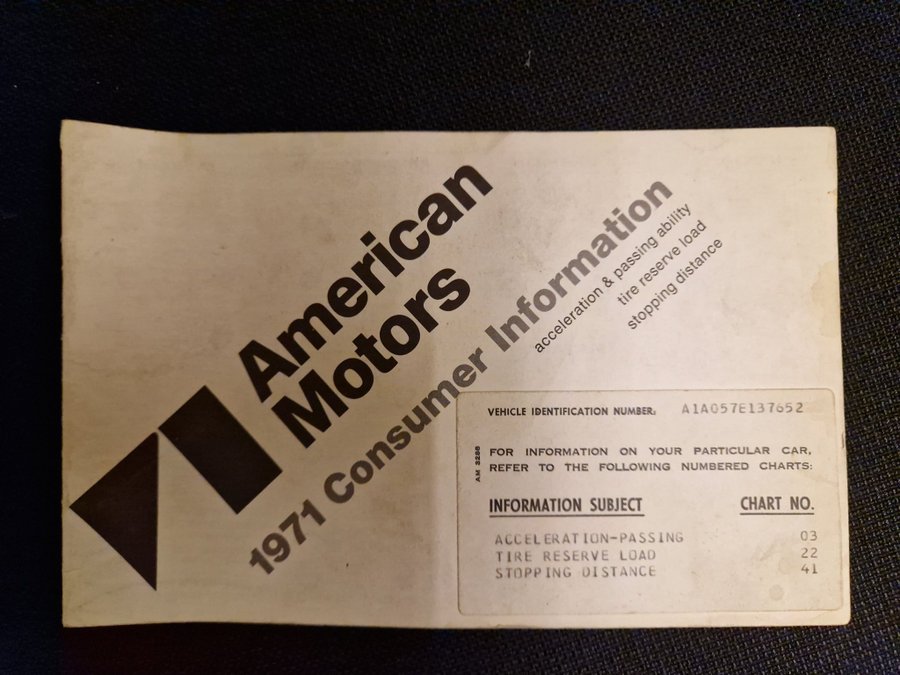 American
Motors
1971 Consumer Information
acceleration & passing ability
tire reserve load
stopping distance
VEHICLE IDENTIFICATION NUMBER: A1A057E137652
AM 3286
FOR INFORMATION ON YOUR PARTICULAR CAR,
REFER TO THE FOLLOWING NUMBERED CHARTS:
INFORMATION SUBJECT CHART NO.
ACCELERATION-PASSING 03
TIRE RESERVE LOAD 22
STOPPING DISTANCE 41